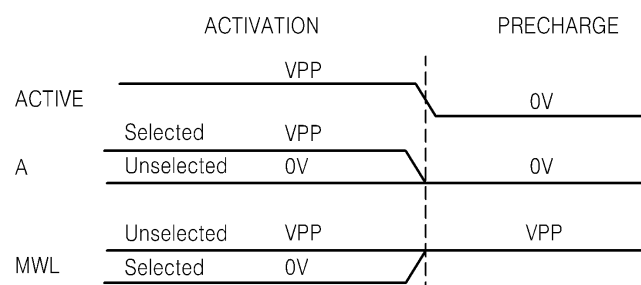 ACTIVATION PRECHARGE
VPP
ACTIVE 0V
Selected VPP
A Unselected 0V 0V
Unselected VPP VPP
MWL Selected 0V